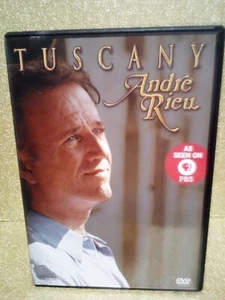 TUSCANY
André
Rieu
AS
SEEN ON
PBS
DVD